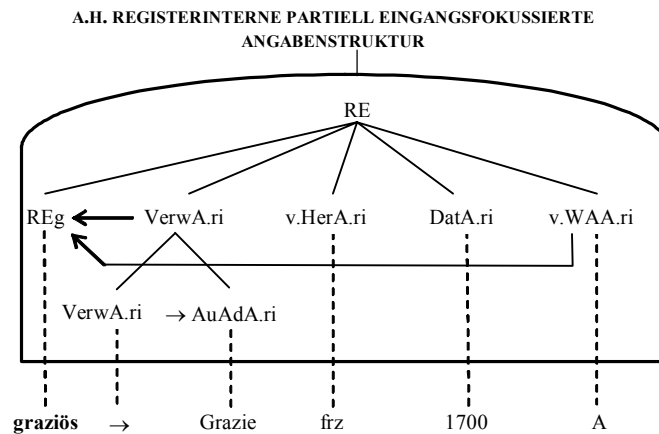 A.H. REGISTERINTERNE PARTIELL EINGANGSFOKUSSIERTE
ANGABENSTRUKTUR
RE
REg VerwA.ri v.HerA.ri DatA.ri v.WAA.ri
VerwA.ri → AuAdA.ri
graziös → Grazie frz 1700 A